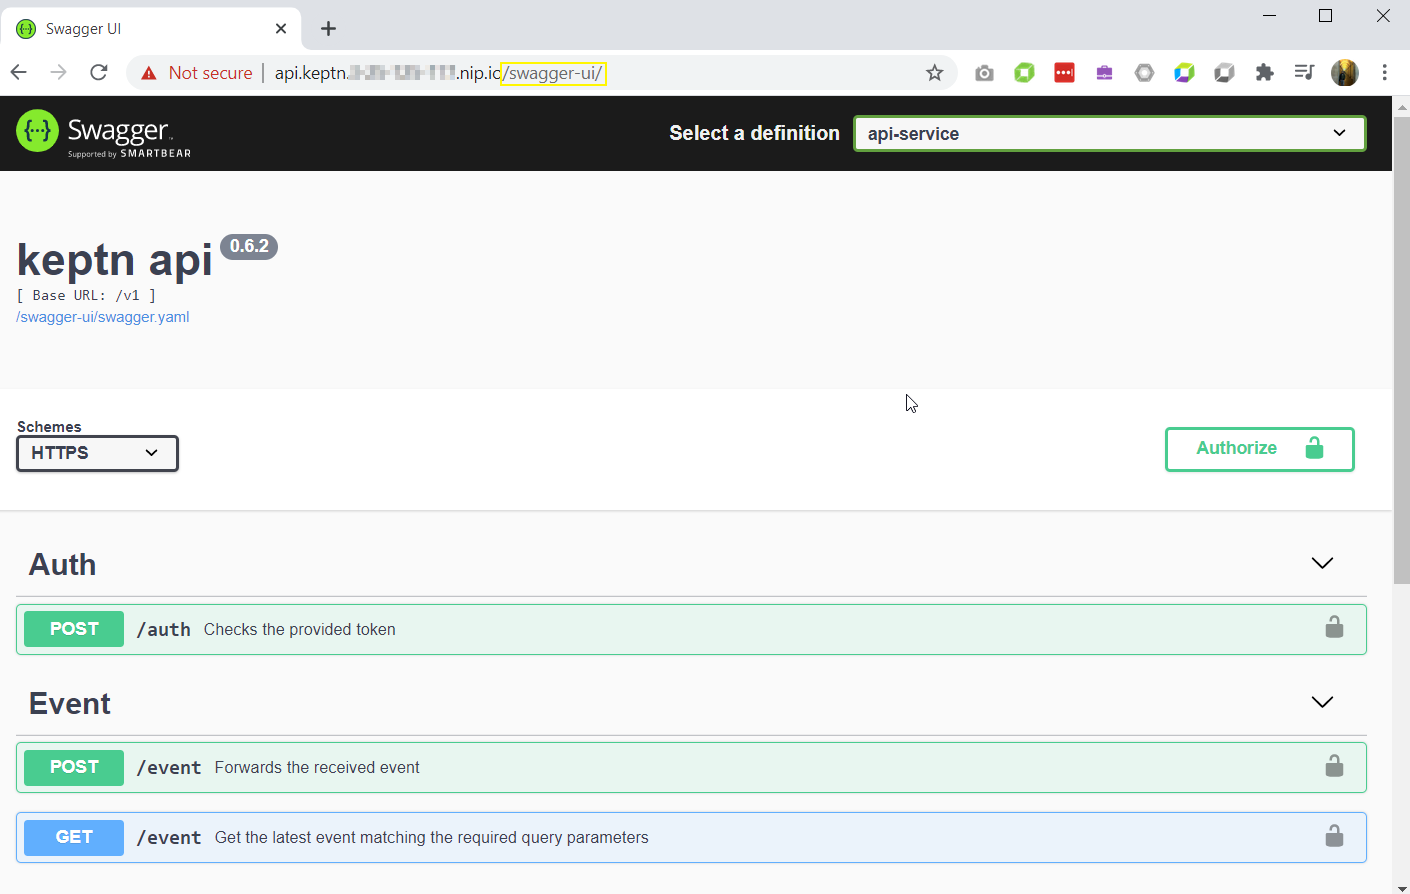 Swagger UI
Not secure
api.keptn. .nip.io/swagger-ui/
Swagger
Supported by SMARTBEAR
Select a definition
api-service
keptn api 0.6.2
[ Base URL: /v1 ]
/swagger-ui/swagger.yaml
Schemes
HTTPS
Authorize
Auth
POST /auth Checks the provided token
Event
POST /event Forwards the received event
GET /event Get the latest event matching the required query parameters